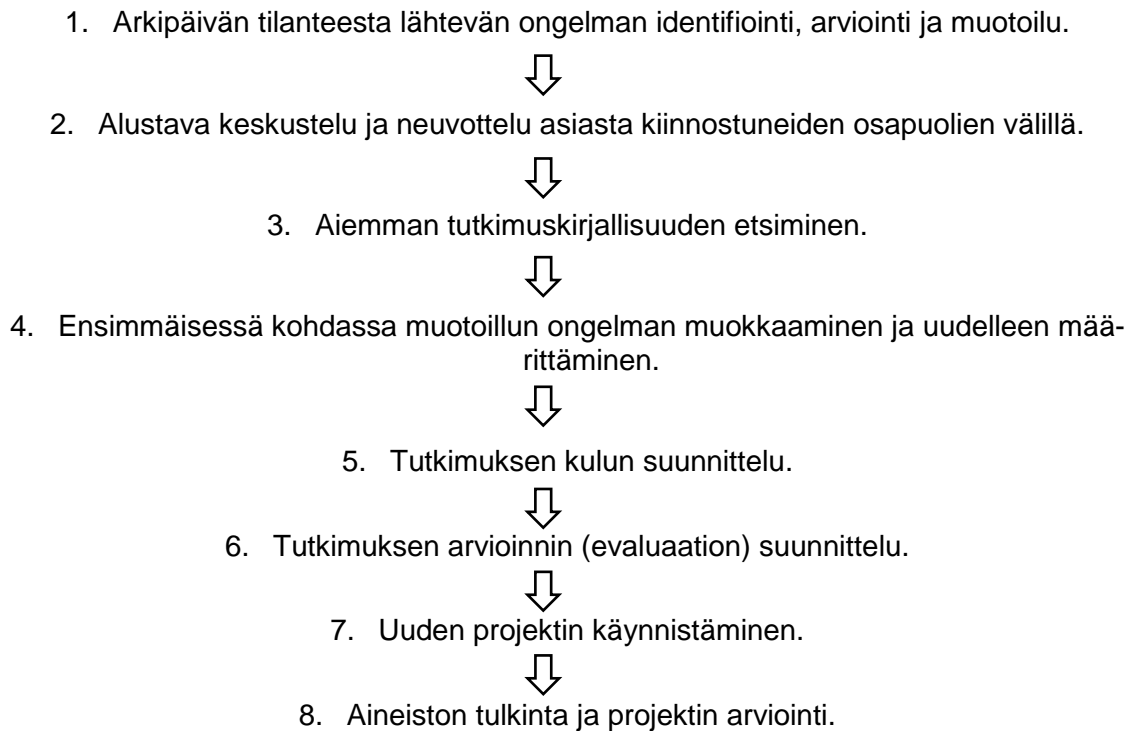 1. Arkipäivän tilanteesta lähtevän ongelman identifiointi, arviointi ja muotoilu.
2. Alustava keskustelu ja neuvottelu asiasta kiinnostuneiden osapuolien välillä.
3. Aiemman tutkimuskirjallisuuden etsiminen.
4. Ensimmäisessä kohdassa muotoillun ongelman muokkaaminen ja uudelleen mää-
rittäminen.
5. Tutkimuksen kulun suunnittelu.
6. Tutkimuksen arvioinnin (evaluaation) suunnittelu.
7. Uuden projektin käynnistäminen.
8. Aineiston tulkinta ja projektin arviointi.